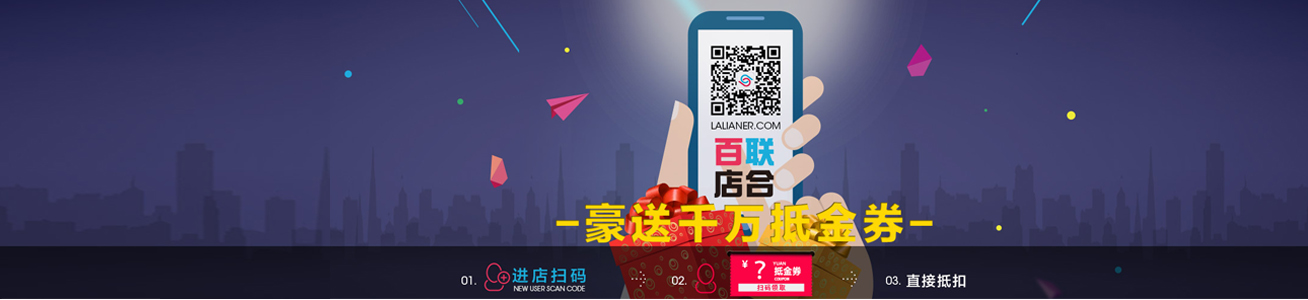 LALIANER.COM
百联
店合
-豪送千万抵金券-
01. 进店扫码
NEW USER SCAN CODE
02. ¥ ? YUAN
抵金券
COUPON
扫码领取
03. 直接抵扣